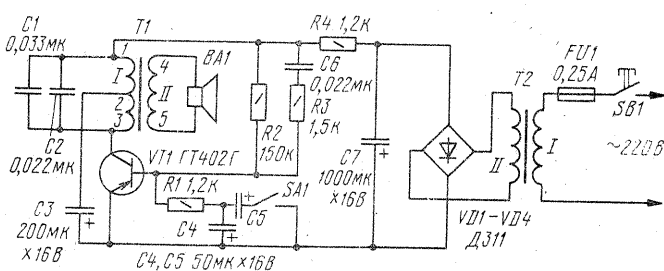 C1
0,033мк
T1
1
I
2
3
4
II
5
BA1
C2
0,022мк
R4 1,2к
C6
0,022мк
R3
1,5к
R2
150к
VT1 ГТ402Г
R1 1,2к
SA1
C5
C4
C3
200мк
×16В
C4, C5 50мк×16В
C7
1000мк
×16В
VD1-VD4
Д311
T2
II
I
FU1
0,25А
SB1
~220В